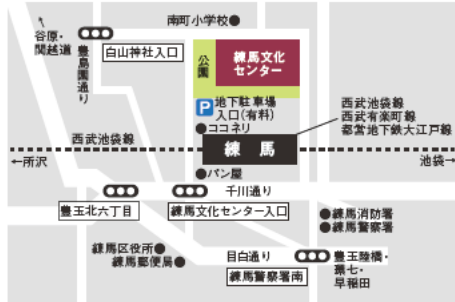 南町小学校●
谷原・
関越道
豊島園通り
白山神社入口
公園
練馬文化
センター
P
地下駐車場
入口(有料)
●ココネリ
西武池袋線
西武有楽町線
都営地下鉄大江戸線
西武池袋線
練馬
←所沢
池袋→
●パン屋
千川通り
豊玉北六丁目
練馬文化センター入口
●練馬消防署
●練馬警察署
練馬区役所●
練馬郵便局●
目白通り
練馬警察署南
豊玉陸橋・
環七・
早稲田